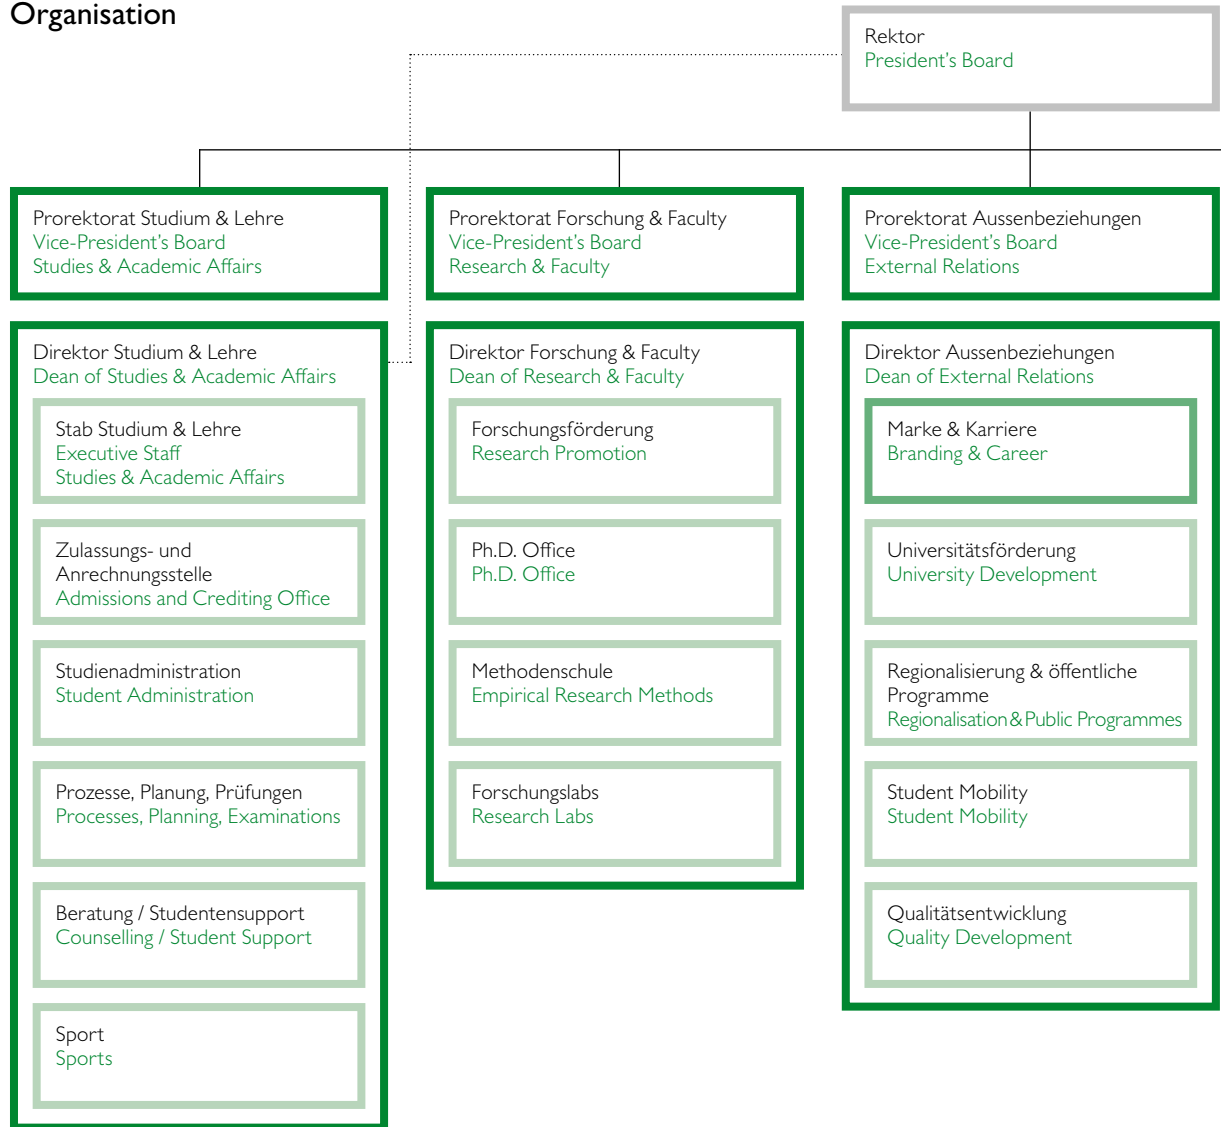 Organisation
Rektor
President's Board
Prorektorat Studium & Lehre
Vice-President's Board
Studies & Academic Affairs
Prorektorat Forschung & Faculty
Vice-President's Board
Research & Faculty
Prorektorat Aussenbeziehungen
Vice-President's Board
External Relations
Direktor Studium & Lehre
Dean of Studies & Academic Affairs
Stab Studium & Lehre
Executive Staff
Studies & Academic Affairs
Zulassungs- und
Anrechnungsstelle
Admissions and Crediting Office
Studienadministration
Student Administration
Prozesse, Planung, Prüfungen
Processes, Planning, Examinations
Beratung / Studentensupport
Counselling / Student Support
Sport
Sports
Direktor Forschung & Faculty
Dean of Research & Faculty
Forschungsförderung
Research Promotion
Ph.D. Office
Ph.D. Office
Methodenschule
Empirical Research Methods
Forschungslabs
Research Labs
Direktor Aussenbeziehungen
Dean of External Relations
Marke & Karriere
Branding & Career
Universitätsförderung
University Development
Regionalisierung & öffentliche
Programme
Regionalisation & Public Programmes
Student Mobility
Student Mobility
Qualitätsentwicklung
Quality Development